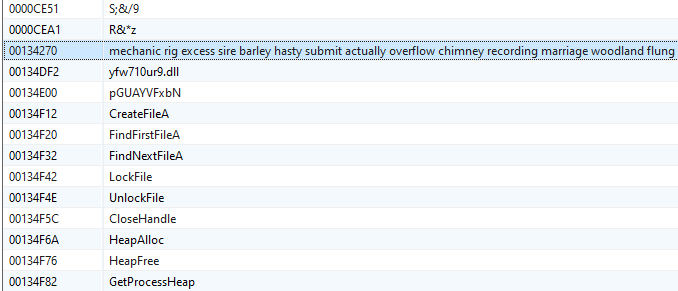 0000CE51 S;&/9
0000CEA1 R&*z
00134270 mechanic rig excess sire barley hasty submit actually overflow chimney recording marriage woodland flung
00134DF2 yfw710ur9.dll
00134E00 pGUAYVFxbN
00134F12 CreateFileA
00134F20 FindFirstFileA
00134F32 FindNextFileA
00134F42 LockFile
00134F4E UnlockFile
00134F5C CloseHandle
00134F6A HeapAlloc
00134F76 HeapFree
00134F82 GetProcessHeap